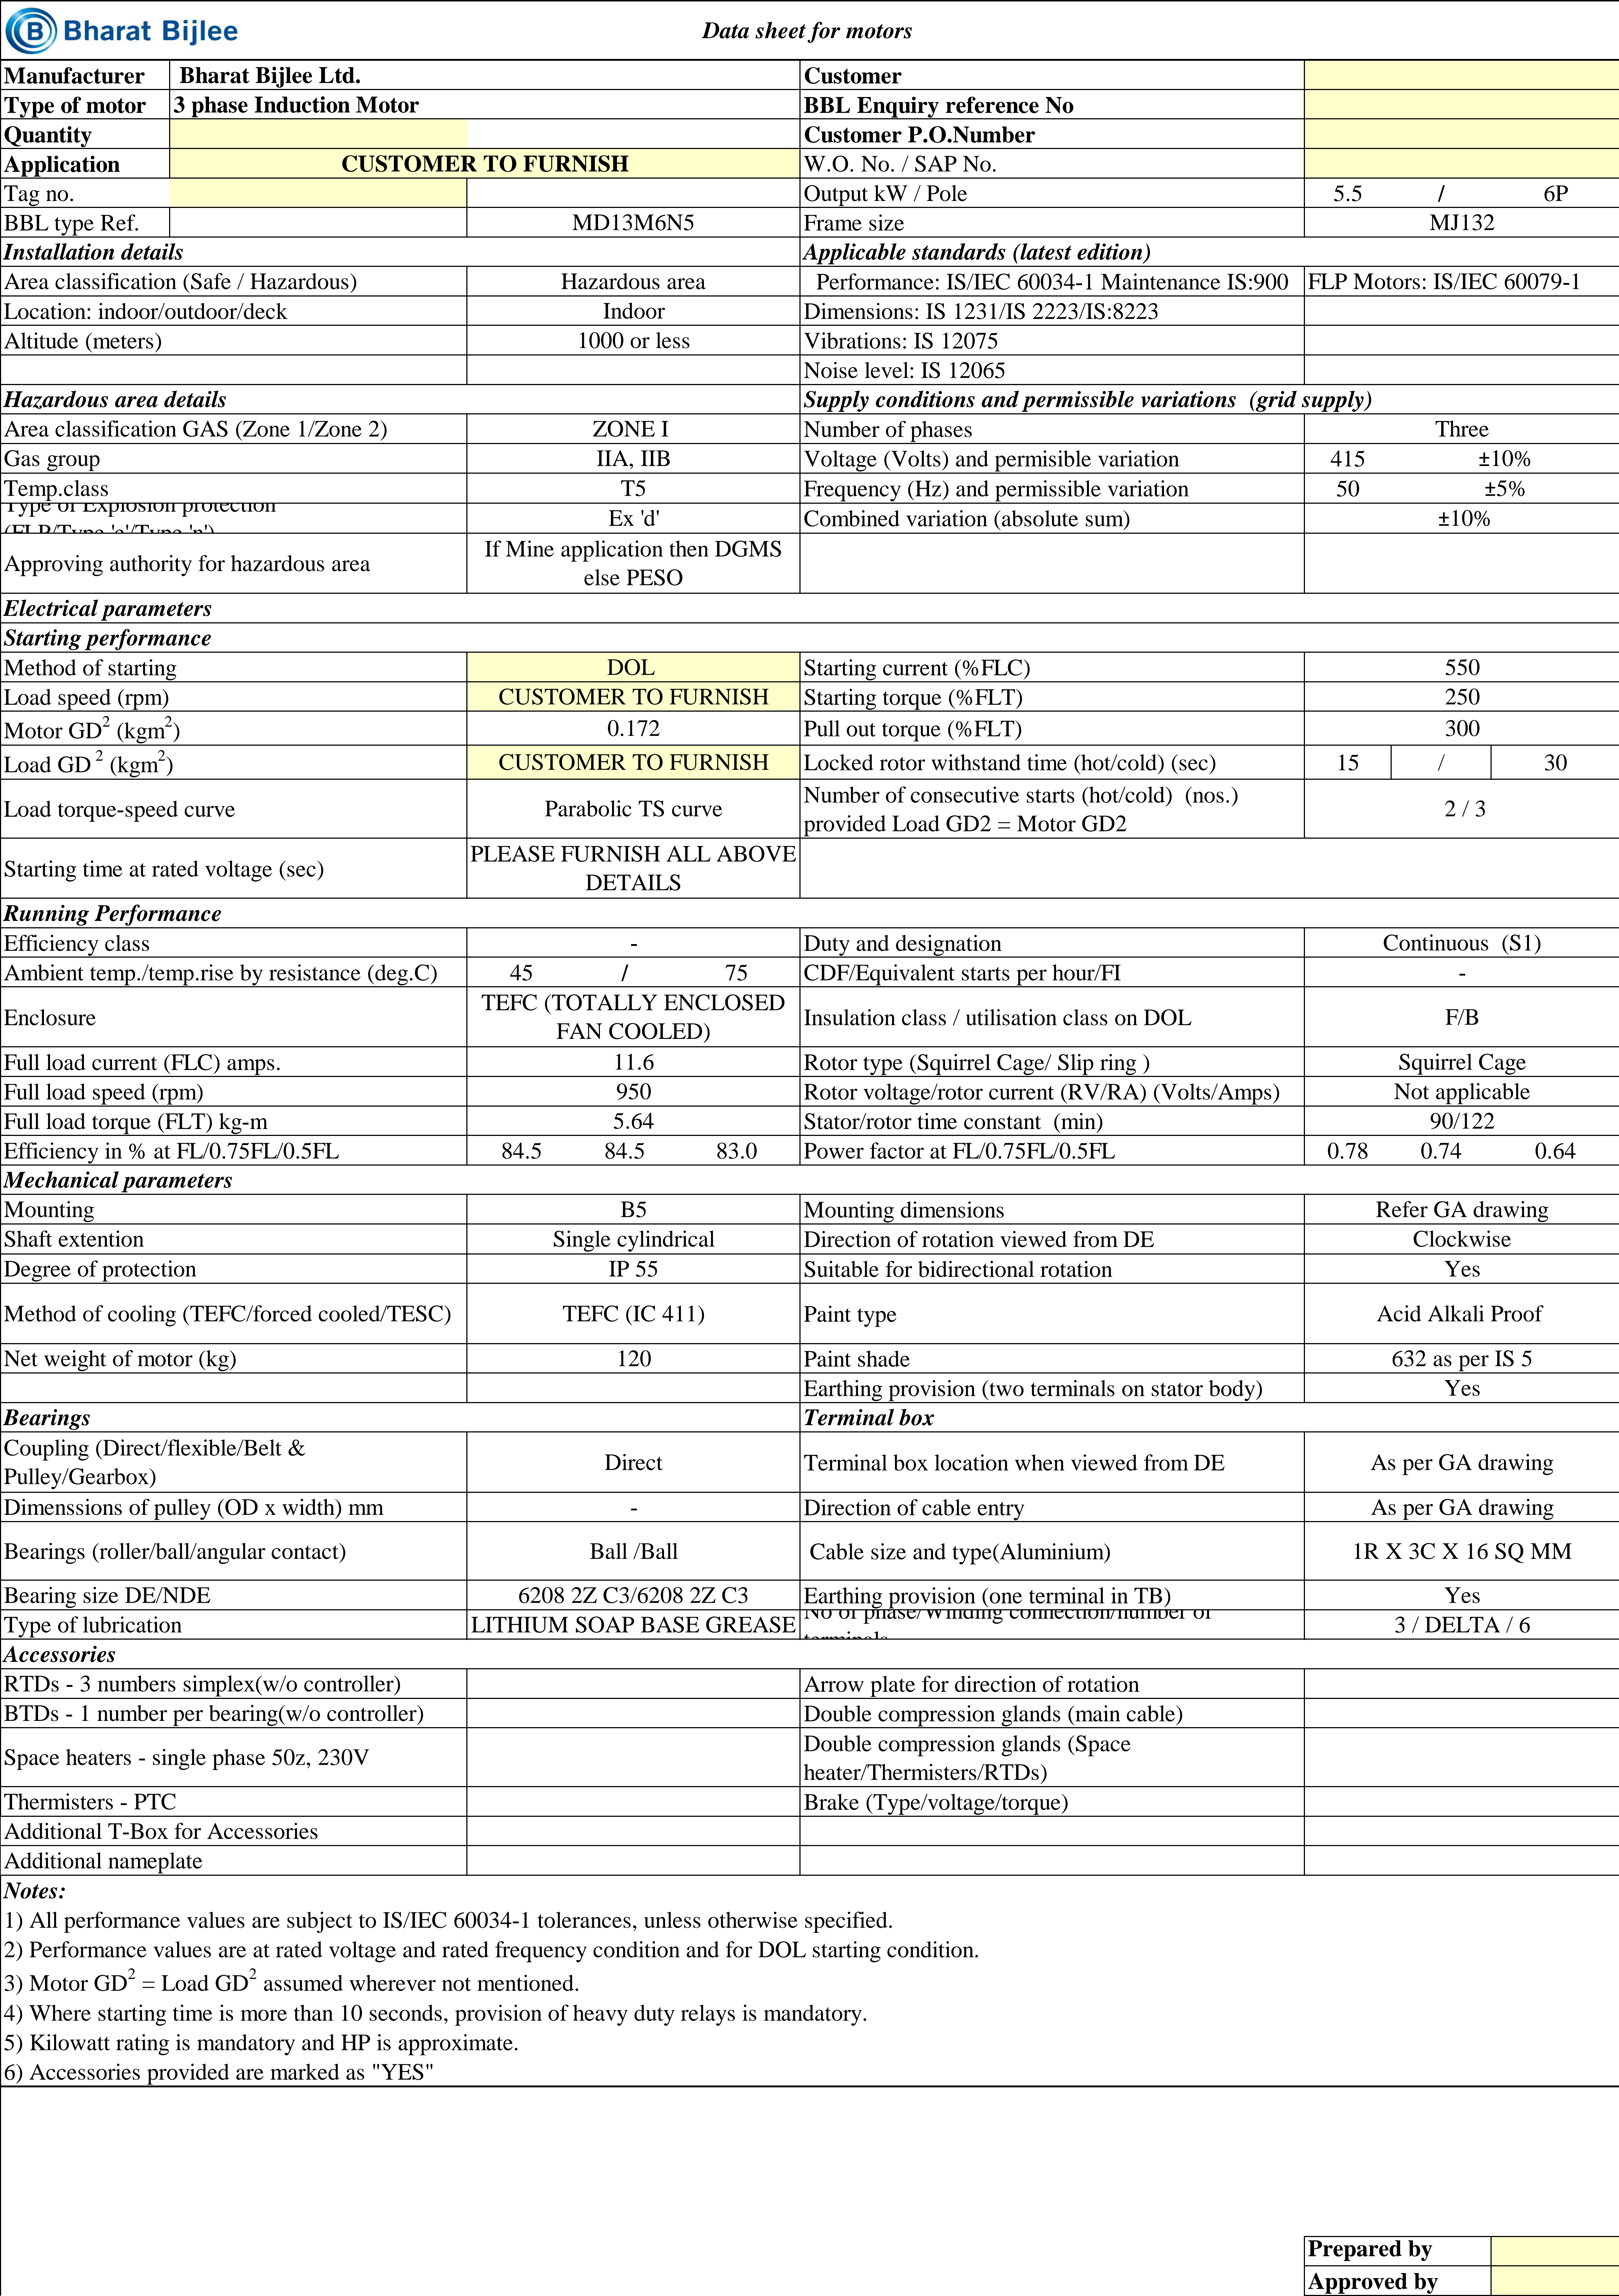 B Bharat Bijlee
Data sheet for motors
Manufacturer Bharat Bijlee Ltd. Customer
Type of motor 3 phase Induction Motor BBL Enquiry reference No
Quantity Customer P.O.Number
Application CUSTOMER TO FURNISH W.O. No. / SAP No.
Tag no. Output kW / Pole 5.5 / 6P
BBL type Ref. MD13M6N5 Frame size MJ132
Installation details Applicable standards (latest edition)
Area classification (Safe / Hazardous) Hazardous area Performance: IS/IEC 60034-1 Maintenance IS:900 FLP Motors: IS/IEC 60079-1
Location: indoor/outdoor/deck Indoor Dimensions: IS 1231/IS 2223/IS:8223
Altitude (meters) 1000 or less Vibrations: IS 12075
Noise level: IS 12065
Hazardous area details Supply conditions and permissible variations (grid supply)
Area classification GAS (Zone 1/Zone 2) ZONE I Number of phases Three
Gas group IIA, IIB Voltage (Volts) and permisible variation 415 ±10%
Temp.class T5 Frequency (Hz) and permissible variation 50 ±5%
Type of Explosion protection
(FLP/Type 'e'/Type 'n') Ex 'd' Combined variation (absolute sum) ±10%
Approving authority for hazardous area If Mine application then DGMS
else PESO
Electrical parameters
Starting performance
Method of starting DOL Starting current (%FLC) 550
Load speed (rpm) CUSTOMER TO FURNISH Starting torque (%FLT) 250
Motor GD2 (kgm2) 0.172 Pull out torque (%FLT) 300
Load GD 2 (kgm2) CUSTOMER TO FURNISH Locked rotor withstand time (hot/cold) (sec) 15 / 30
Load torque-speed curve Parabolic TS curve Number of consecutive starts (hot/cold) (nos.)
provided Load GD2 = Motor GD2 2 / 3
Starting time at rated voltage (sec) PLEASE FURNISH ALL ABOVE
DETAILS
Running Performance
Efficiency class - Duty and designation Continuous (S1)
Ambient temp./temp.rise by resistance (deg.C) 45 / 75 CDF/Equivalent starts per hour/FI -
Enclosure TEFC (TOTALLY ENCLOSED
FAN COOLED) Insulation class / utilisation class on DOL F/B
Full load current (FLC) amps. 11.6 Rotor type (Squirrel Cage/ Slip ring ) Squirrel Cage
Full load speed (rpm) 950 Rotor voltage/rotor current (RV/RA) (Volts/Amps) Not applicable
Full load torque (FLT) kg-m 5.64 Stator/rotor time constant (min) 90/122
Efficiency in % at FL/0.75FL/0.5FL 84.5 84.5 83.0 Power factor at FL/0.75FL/0.5FL 0.78 0.74 0.64
Mechanical parameters
Mounting B5 Mounting dimensions Refer GA drawing
Shaft extention Single cylindrical Direction of rotation viewed from DE Clockwise
Degree of protection IP 55 Suitable for bidirectional rotation Yes
Method of cooling (TEFC/forced cooled/TESC) TEFC (IC 411) Paint type Acid Alkali Proof
Net weight of motor (kg) 120 Paint shade 632 as per IS 5
Earthing provision (two terminals on stator body) Yes
Bearings Terminal box
Coupling (Direct/flexible/Belt &
Pulley/Gearbox) Direct Terminal box location when viewed from DE As per GA drawing
Dimenssions of pulley (OD x width) mm - Direction of cable entry As per GA drawing
Bearings (roller/ball/angular contact) Ball /Ball Cable size and type(Aluminium) 1R X 3C X 16 SQ MM
Bearing size DE/NDE 6208 2Z C3/6208 2Z C3 Earthing provision (one terminal in TB) Yes
Type of lubrication LITHIUM SOAP BASE GREASE No of phase/Winding connection/number of
terminals 3 / DELTA / 6
Accessories
RTDs - 3 numbers simplex(w/o controller) Arrow plate for direction of rotation
BTDs - 1 number per bearing(w/o controller) Double compression glands (main cable)
Space heaters - single phase 50z, 230V Double compression glands (Space
heater/Thermisters/RTDs)
Thermisters - PTC Brake (Type/voltage/torque)
Additional T-Box for Accessories
Additional nameplate
Notes:
1) All performance values are subject to IS/IEC 60034-1 tolerances, unless otherwise specified.
2) Performance values are at rated voltage and rated frequency condition and for DOL starting condition.
3) Motor GD2 = Load GD2 assumed wherever not mentioned.
4) Where starting time is more than 10 seconds, provision of heavy duty relays is mandatory.
5) Kilowatt rating is mandatory and HP is approximate.
6) Accessories provided are marked as "YES"
Prepared by
Approved by